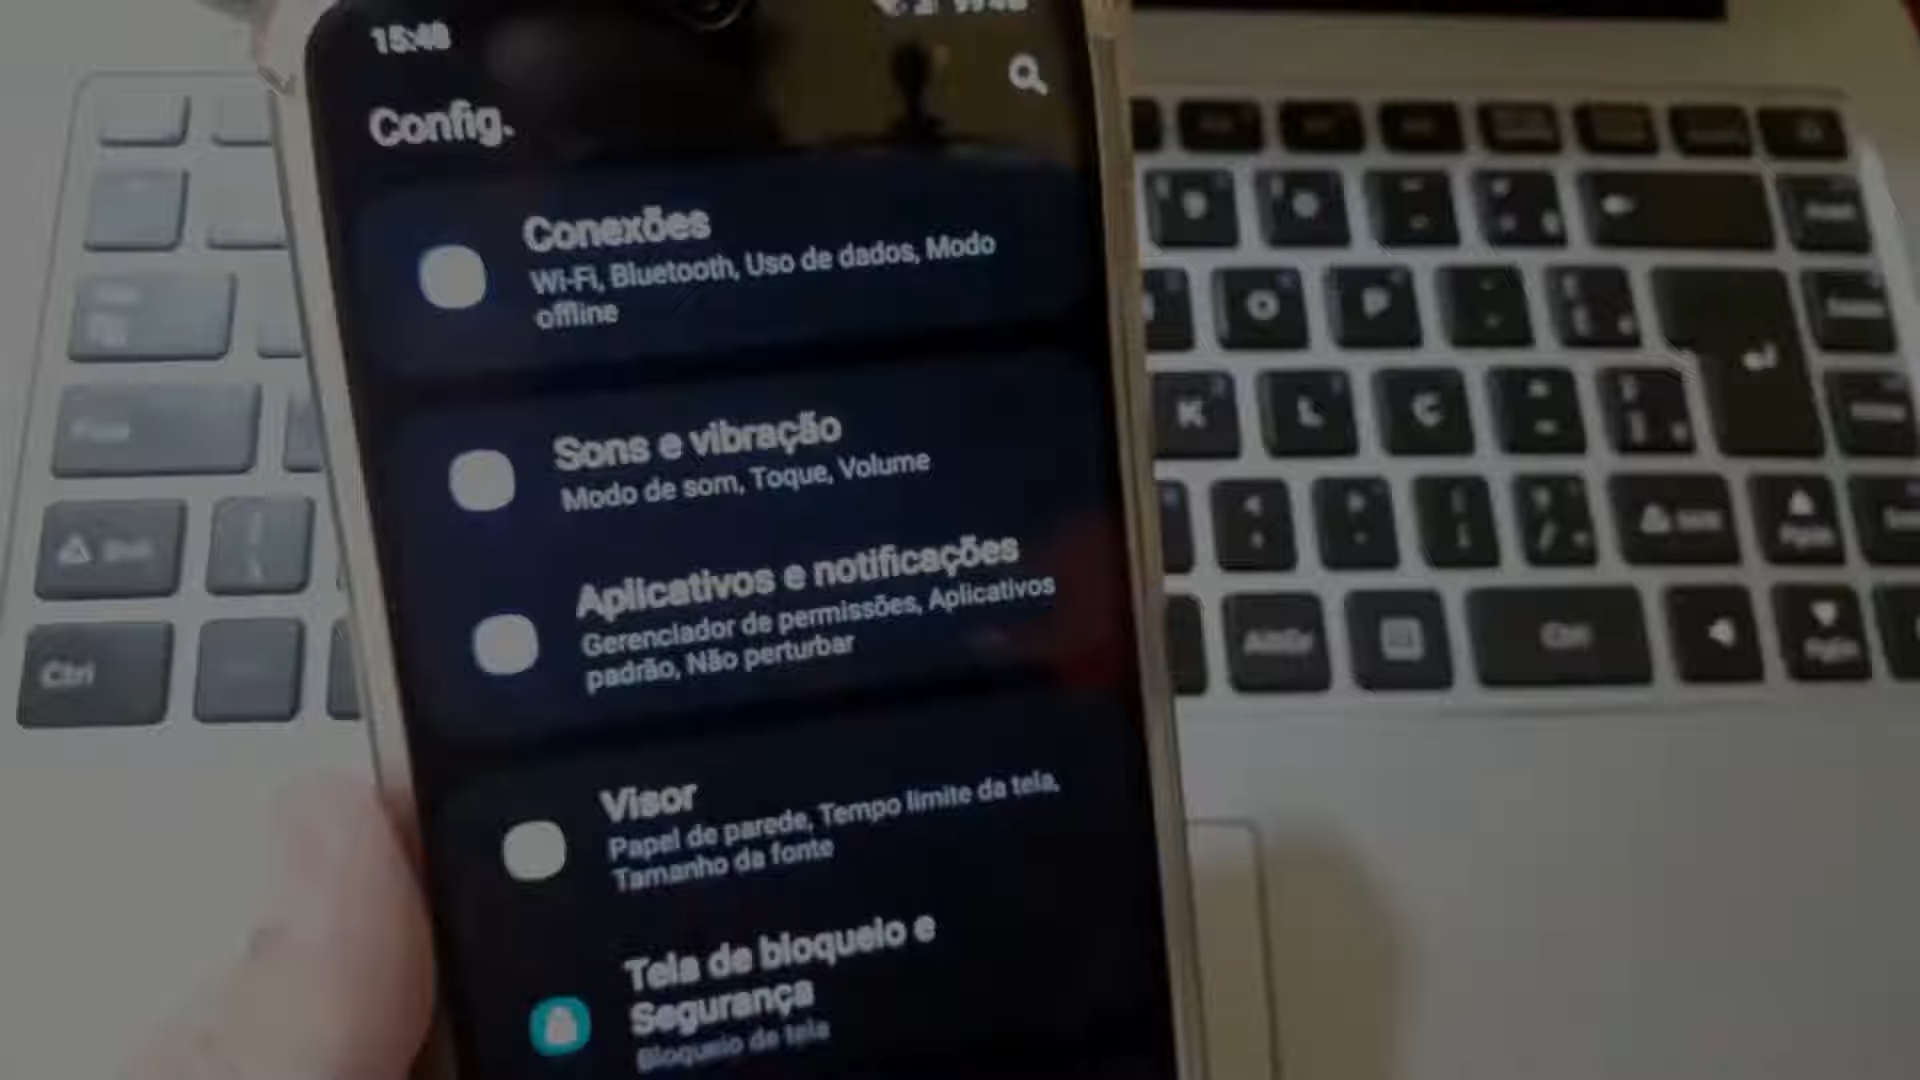 15:48
Config.
Conexões
Wi-Fi, Bluetooth, Uso de dados, Modo
offline
Sons e vibração
Modo de som, Toque, Volume
Aplicativos e notificações
Gerenciador de permissões, Aplicativos
padrão, Não perturbar
Visor
Papel de parede, Tempo limite da tela,
Tamanho da fonte
Tela de bloqueio e
Segurança
Bloqueio de tela
Ctrl
O
P
K
L
Ç
Ctrl